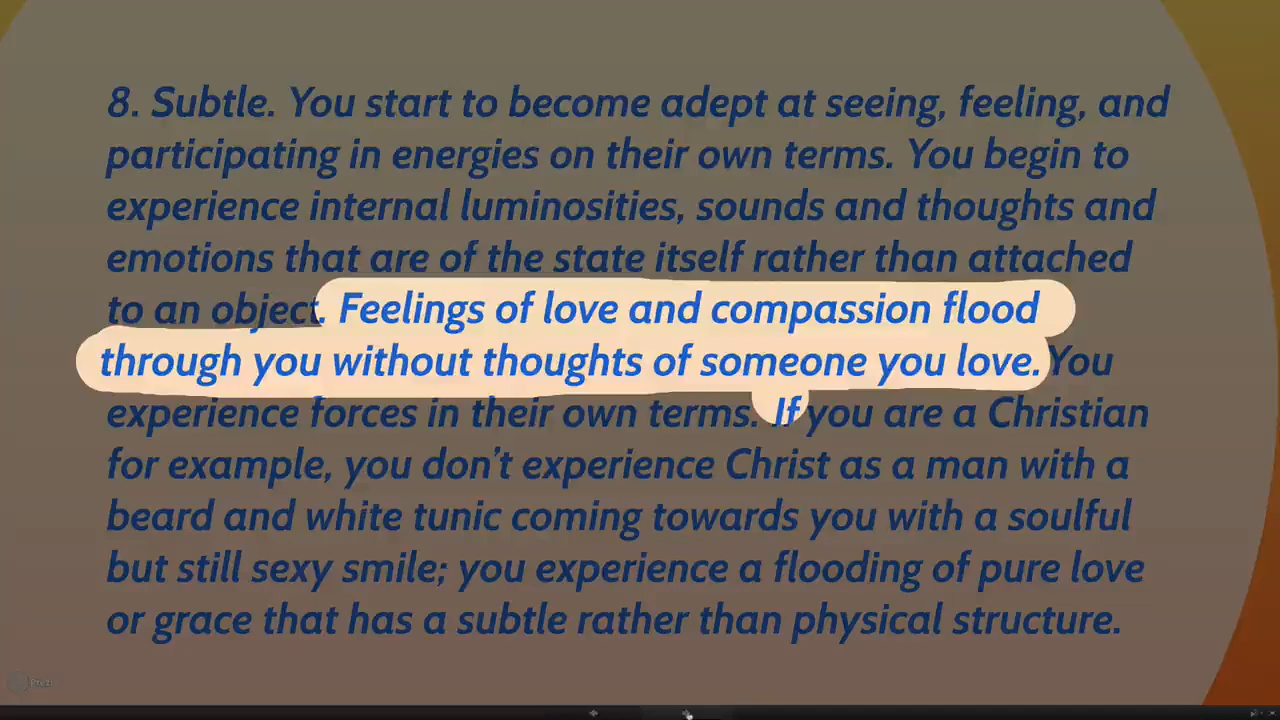 8. Subtle. You start to become adept at seeing, feeling, and
participating in energies on their own terms. You begin to
experience internal luminosities, sounds and thoughts and
emotions that are of the state itself rather than attached
to an object. Feelings of love and compassion flood
through you without thoughts of someone you love. You
experience forces in their own terms. If you are a Christian
for example, you don’t experience Christ as a man with a
beard and white tunic coming towards you with a soulful
but still sexy smile; you experience a flooding of pure love
or grace that has a subtle rather than physical structure.
Prezi